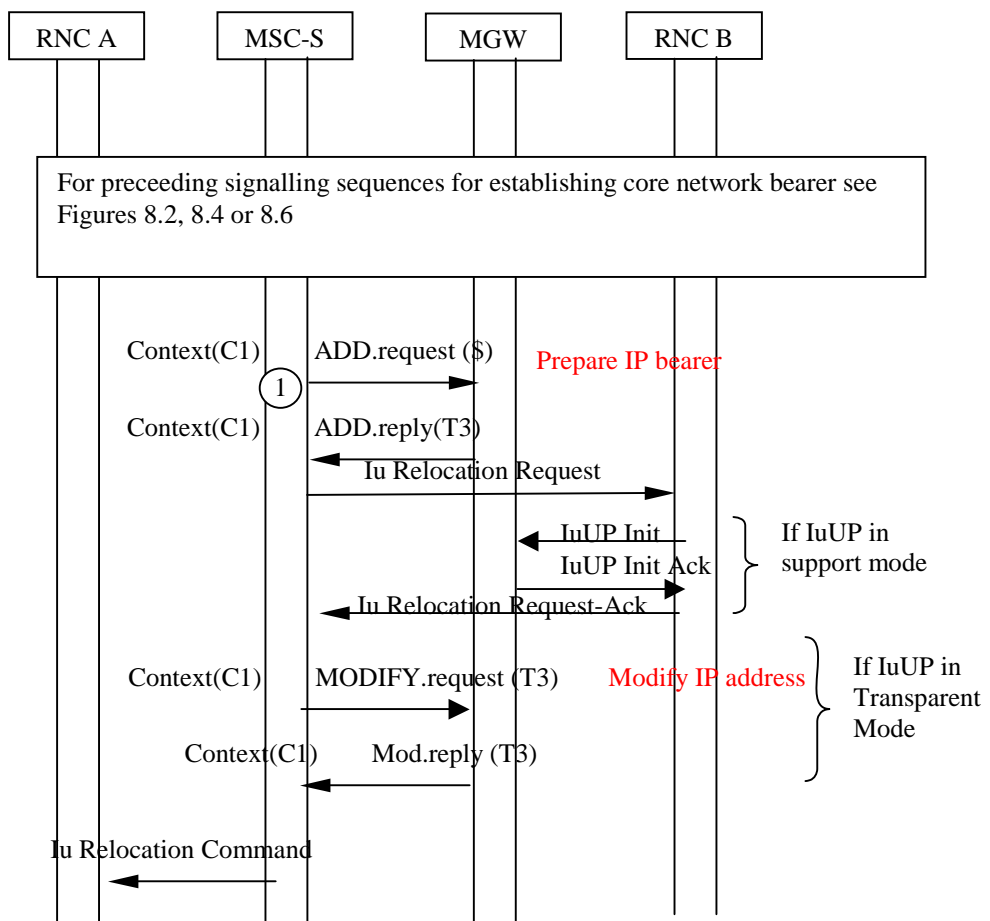 RNC A
MSC-S
MGW
RNC B
For preceeding signalling sequences for establishing core network bearer see
Figures 8.2, 8.4 or 8.6
Context(C1)
ADD.request ($)
Prepare IP bearer
1
Context(C1)
ADD.reply(T3)
Iu Relocation Request
IuUP Init
IuUP Init Ack
If IuUP in
support mode
Iu Relocation Request-Ack
Context(C1)
MODIFY.request (T3)
Modify IP address
If IuUP in
Transparent
Mode
Context(C1)
Mod.reply (T3)
Iu Relocation Command